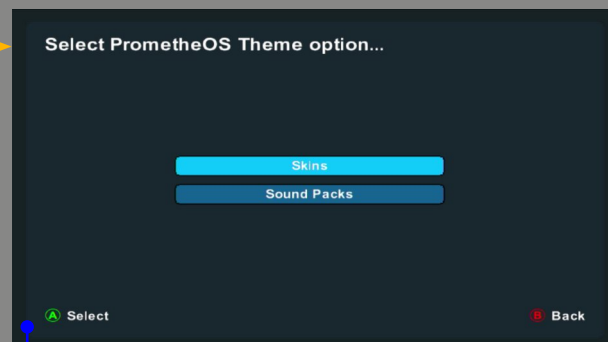 Select PrometheOS Theme option...
Skins
Sound Packs
A Select
B Back